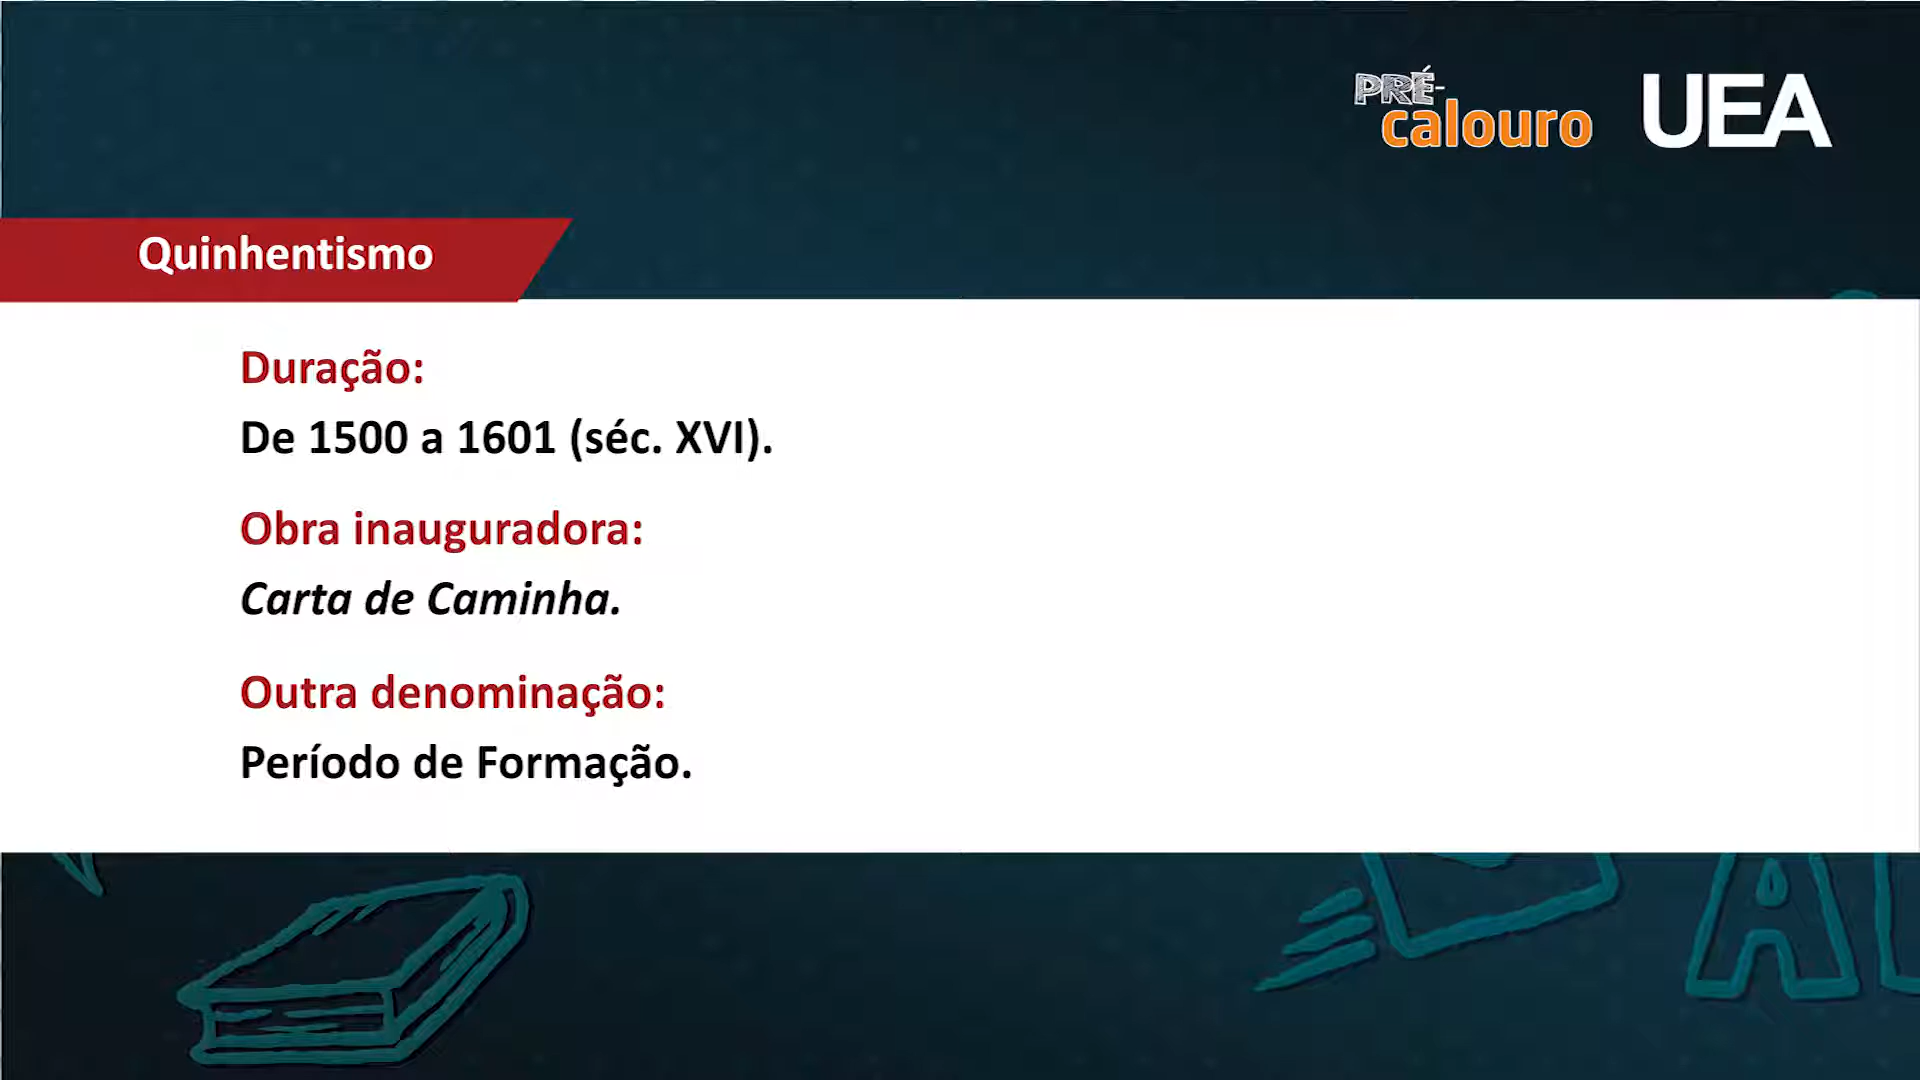 PRÉ-
calouro
UEA
Quinhentismo
Duração:
De 1500 a 1601 (séc. XVI).
Obra inauguradora:
Carta de Caminha.
Outra denominação:
Período de Formação.
A